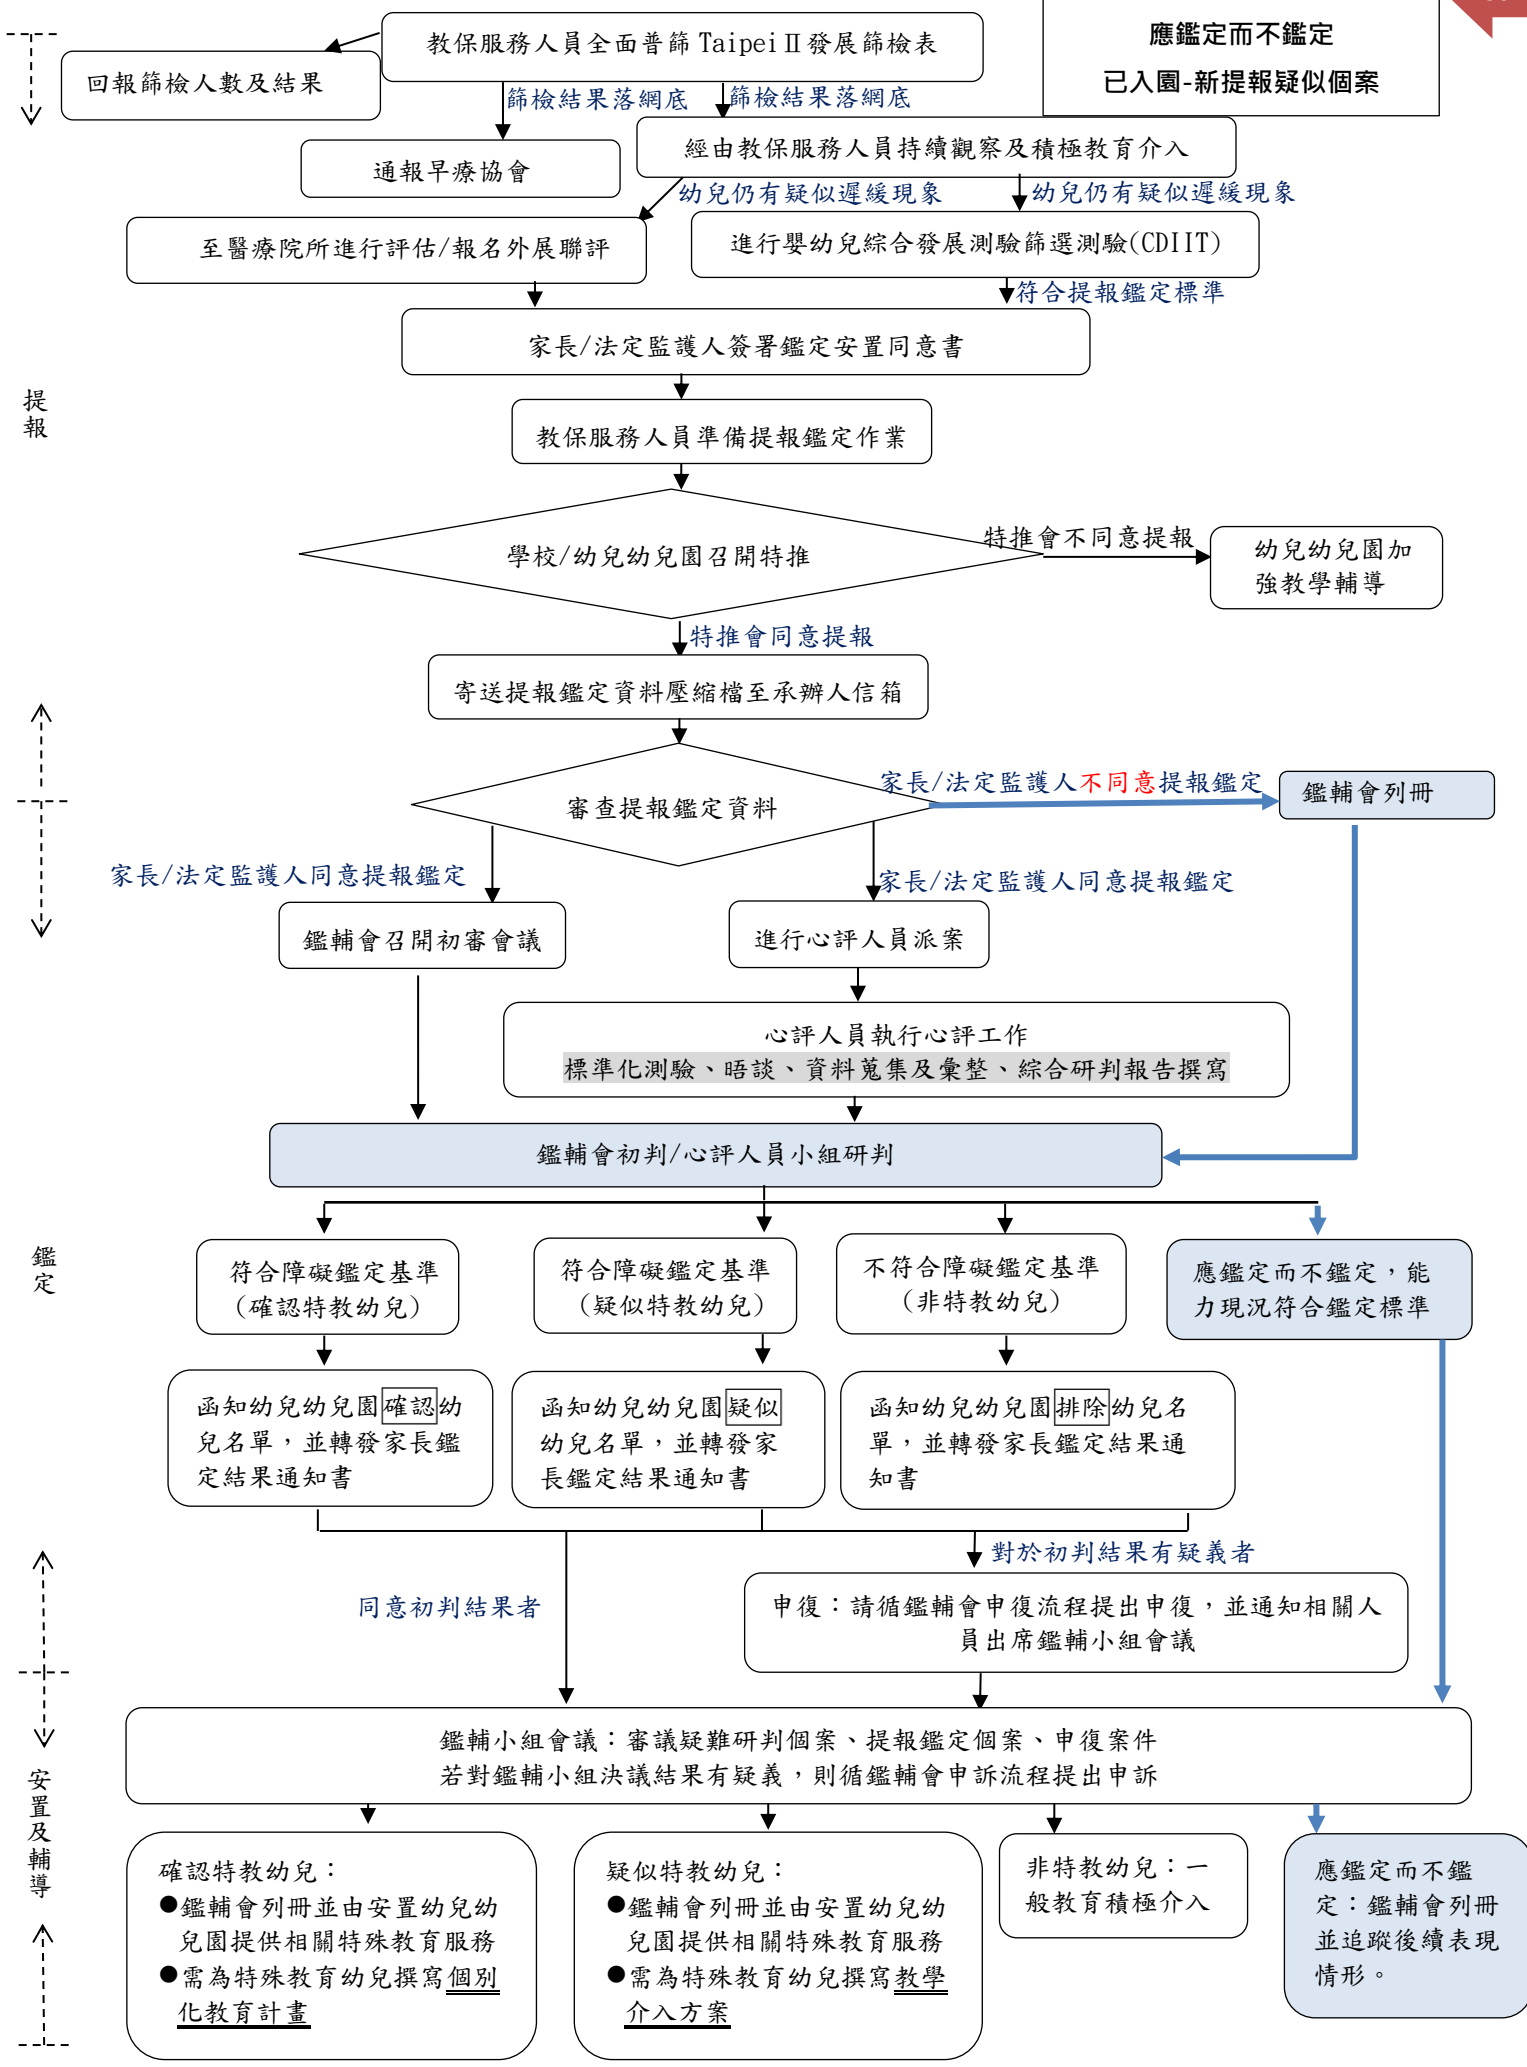 應鑑定而不鑑定
已入園-新提報疑似個案
教保服務人員全面普篩 TaipeiⅡ發展篩檢表
回報篩檢人數及結果
篩檢結果落網底
篩檢結果落網底
通報早療協會
經由教保服務人員持續觀察及積極教育介入
幼兒仍有疑似遲緩現象
幼兒仍有疑似遲緩現象
至醫療院所進行評估/報名外展聯評
進行嬰幼兒綜合發展測驗篩選測驗(CDIIT)
符合提報鑑定標準
家長/法定監護人簽署鑑定安置同意書
提報
教保服務人員準備提報鑑定作業
學校/幼兒幼兒園召開特推
特推會不同意提報
幼兒幼兒園加
強教學輔導
特推會同意提報
寄送提報鑑定資料壓縮檔至承辦人信箱
審查提報鑑定資料
家長/法定監護人不同意提報鑑定
鑑輔會列冊
家長/法定監護人同意提報鑑定
家長/法定監護人同意提報鑑定
鑑輔會召開初審會議
進行心評人員派案
心評人員執行心評工作
標準化測驗、晤談、資料蒐集及彙整、綜合研判報告撰寫
鑑輔會初判/心評人員小組研判
鑑定
符合障礙鑑定基準
(確認特教幼兒)
符合障礙鑑定基準
(疑似特教幼兒)
不符合障礙鑑定基準
(非特教幼兒)
應鑑定而不鑑定，能
力現況符合鑑定標準
函知幼兒幼兒園確認幼
兒名單，並轉發家長鑑
定結果通知書
函知幼兒幼兒園疑似
幼兒名單，並轉發家
長鑑定結果通知書
函知幼兒幼兒園排除幼兒名
單，並轉發家長鑑定結果通
知書
對於初判結果有疑義者
同意初判結果者
申復：請循鑑輔會申復流程提出申復，並通知相關人
員出席鑑輔小組會議
鑑輔小組會議：審議疑難研判個案、提報鑑定個案、申復案件
若對鑑輔小組決議結果有疑義，則循鑑輔會申訴流程提出申訴
安置及輔導
確認特教幼兒：
●鑑輔會列冊並由安置幼兒幼
兒園提供相關特殊教育服務
●需為特殊教育幼兒撰寫個別
化教育計畫
疑似特教幼兒：
●鑑輔會列冊並由安置幼兒幼
兒園提供相關特殊教育服務
●需為特殊教育幼兒撰寫教學
介入方案
非特教幼兒：一
般教育積極介入
應鑑定而不鑑
定：鑑輔會列冊
並追蹤後續表現
情形。